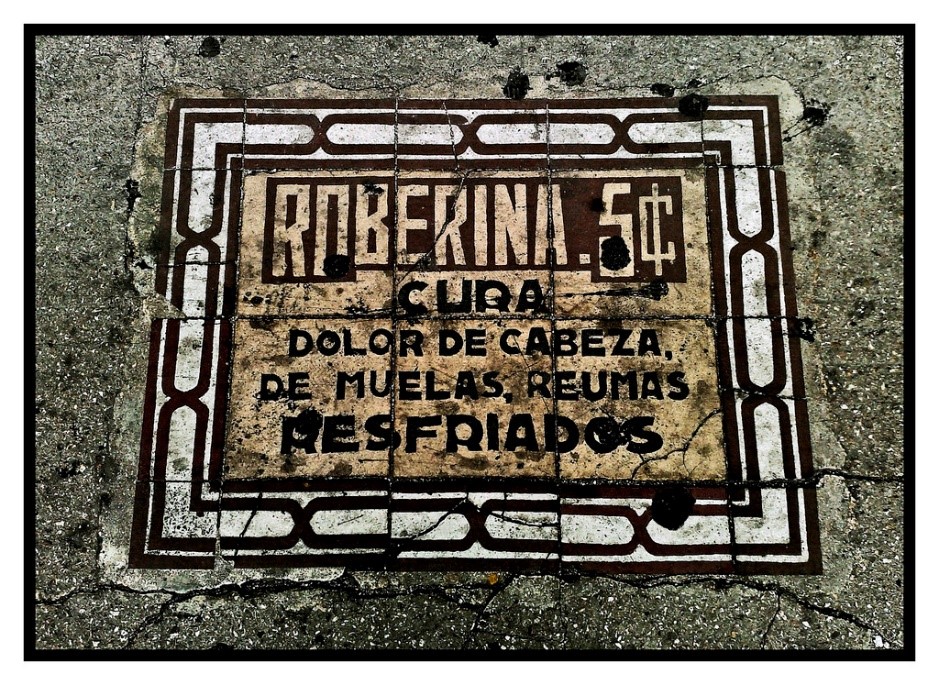 ROBERINA. 5¢
CURA
DOLOR DE CABEZA,
DE MUELAS, REUMAS
RESFRIADOS